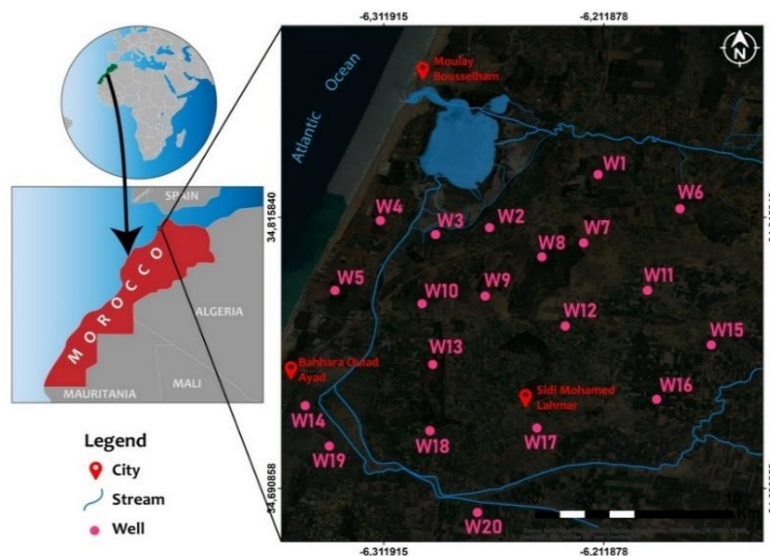 -6,311915
-6,211878
Moulay
Bousselham
N
Atlantic Ocean
W1
W6
W4
W3
W2
W7
W8
34,815840
SPAIN
MOROCCO
ALGERIA
MALI
MAURITANIA
W5
W10
W9
W11
W12
W15
W13
Bahhara Oulad
Ayad
Sidi Mohamed
Lahmar
W16
W14
W18
W17
W19
W20
34,690858
Legend
City
Stream
Well
-6,311915
-6,211878